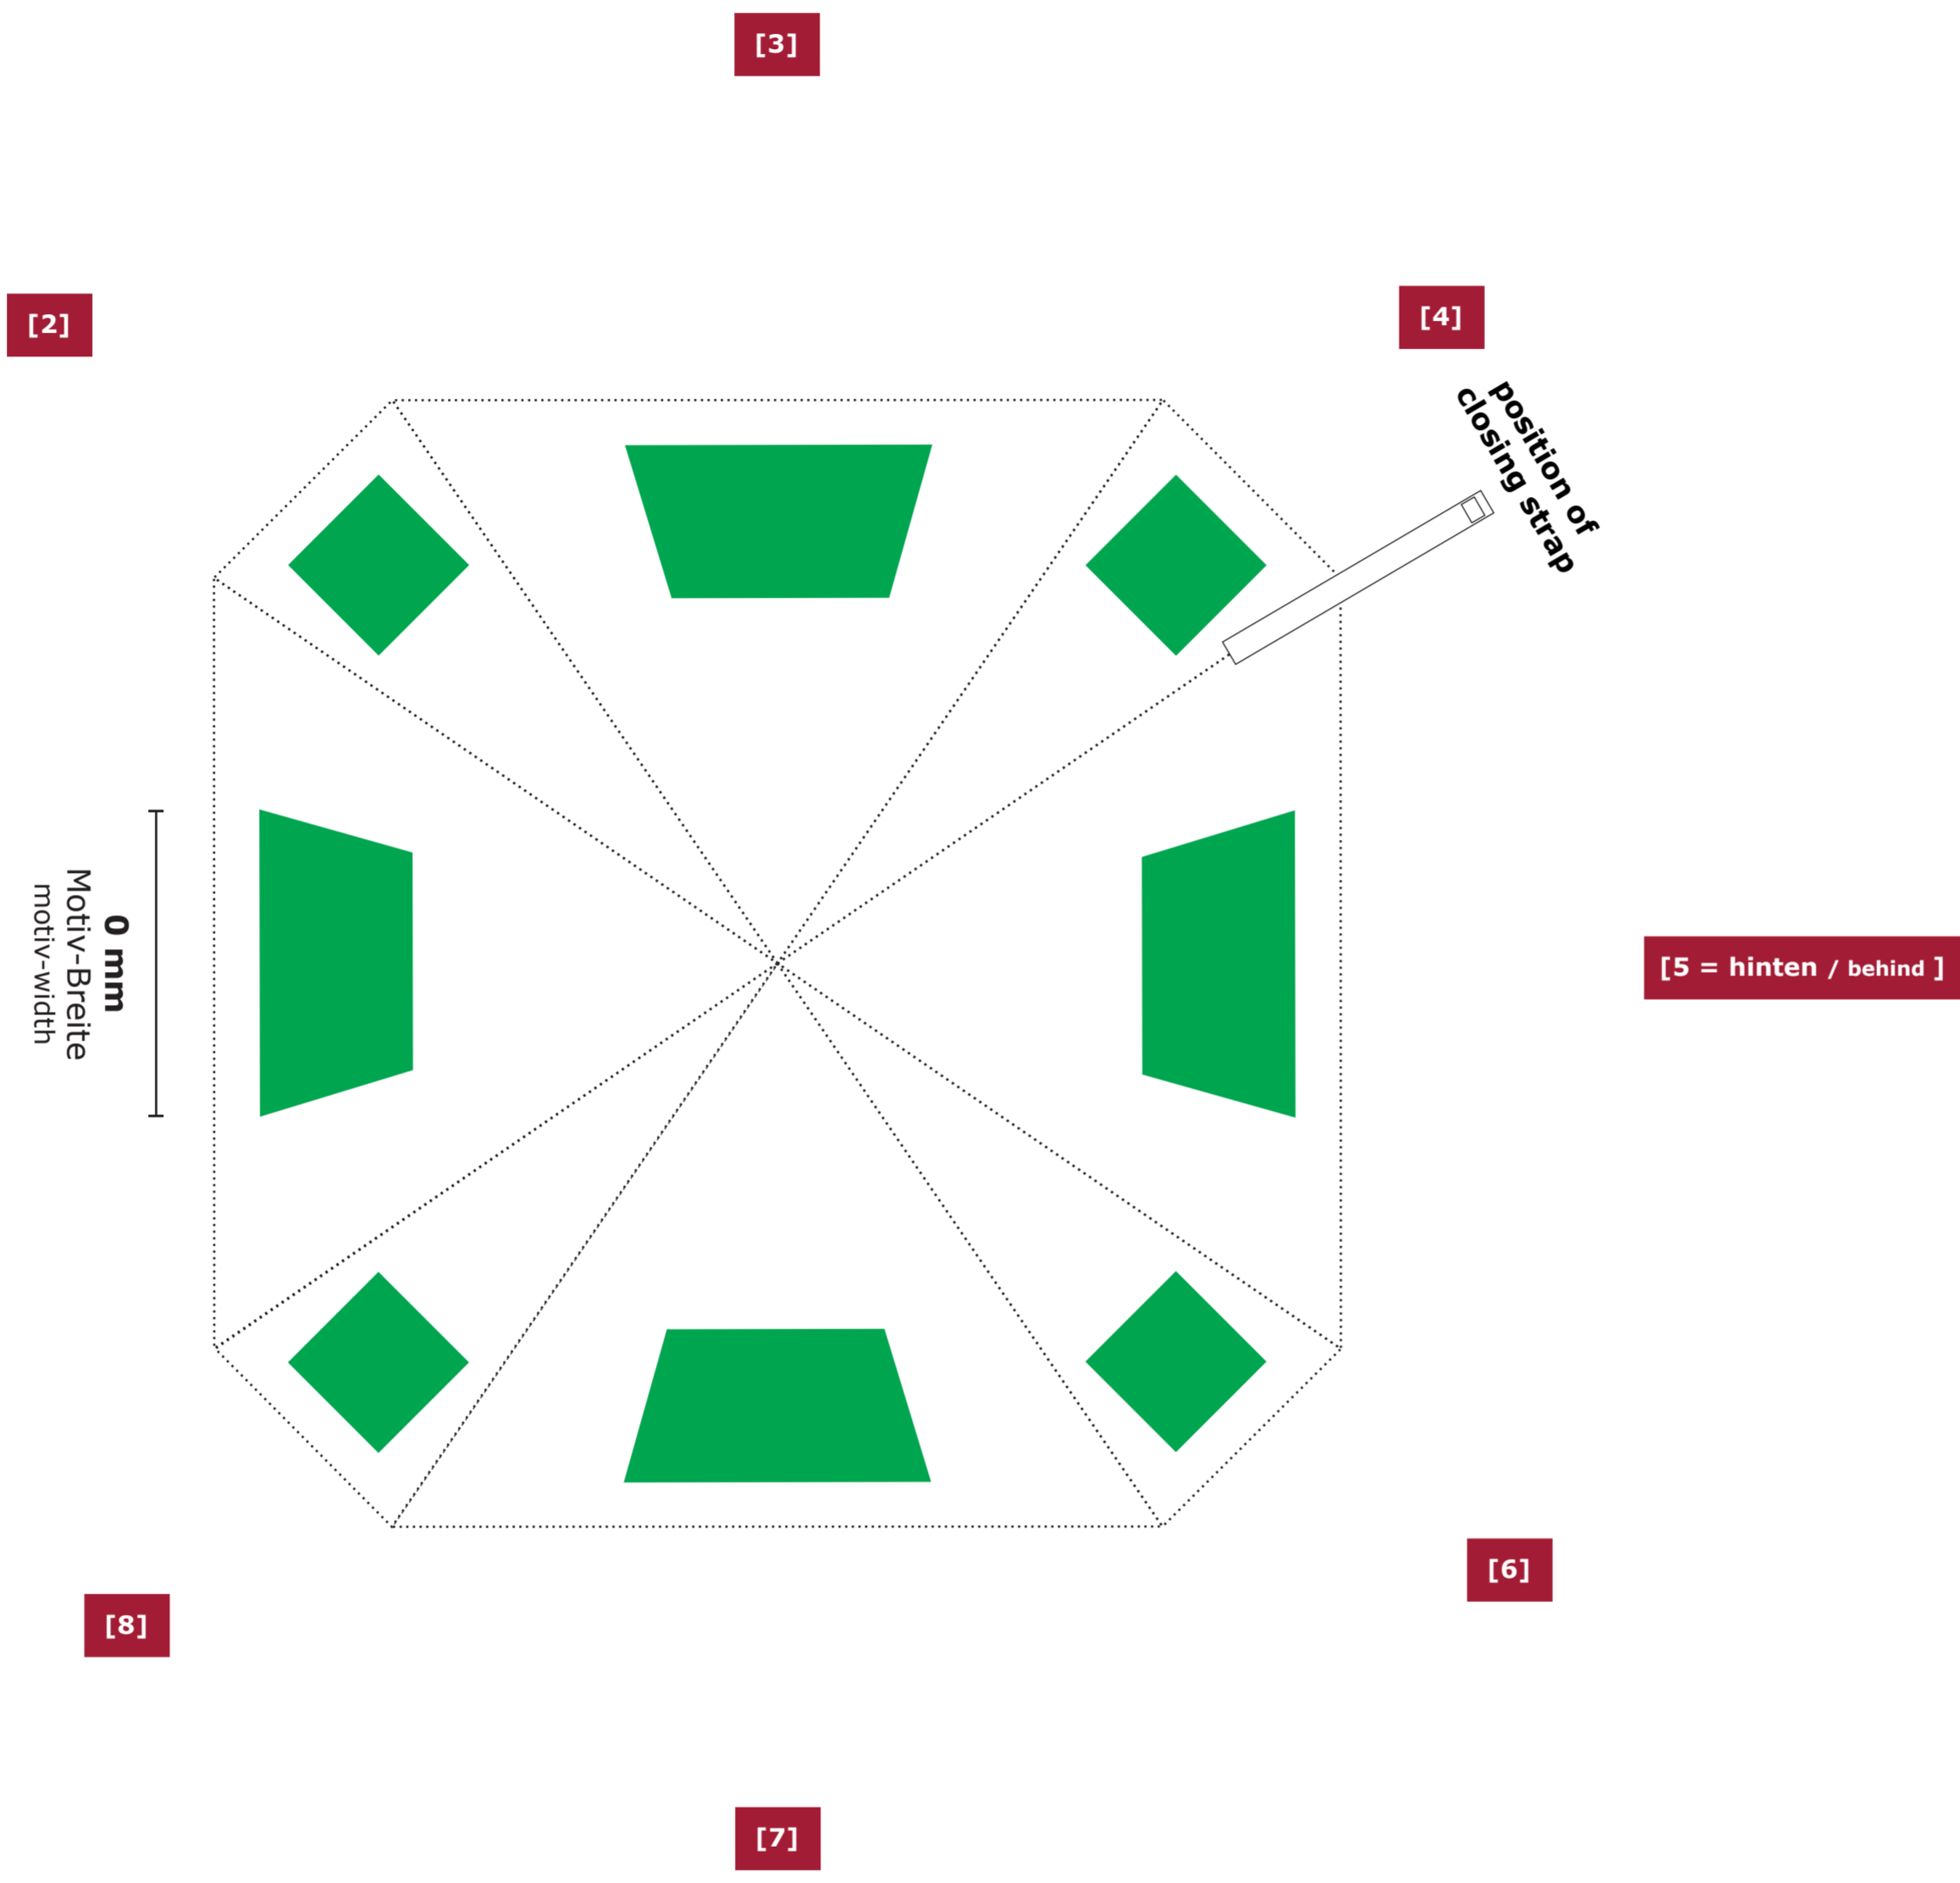 [3]
[2]
[4]
position of
closing strap
0 mm
Motiv-Breite
motiv-width
[5 = hinten / behind ]
[6]
[8]
[7]